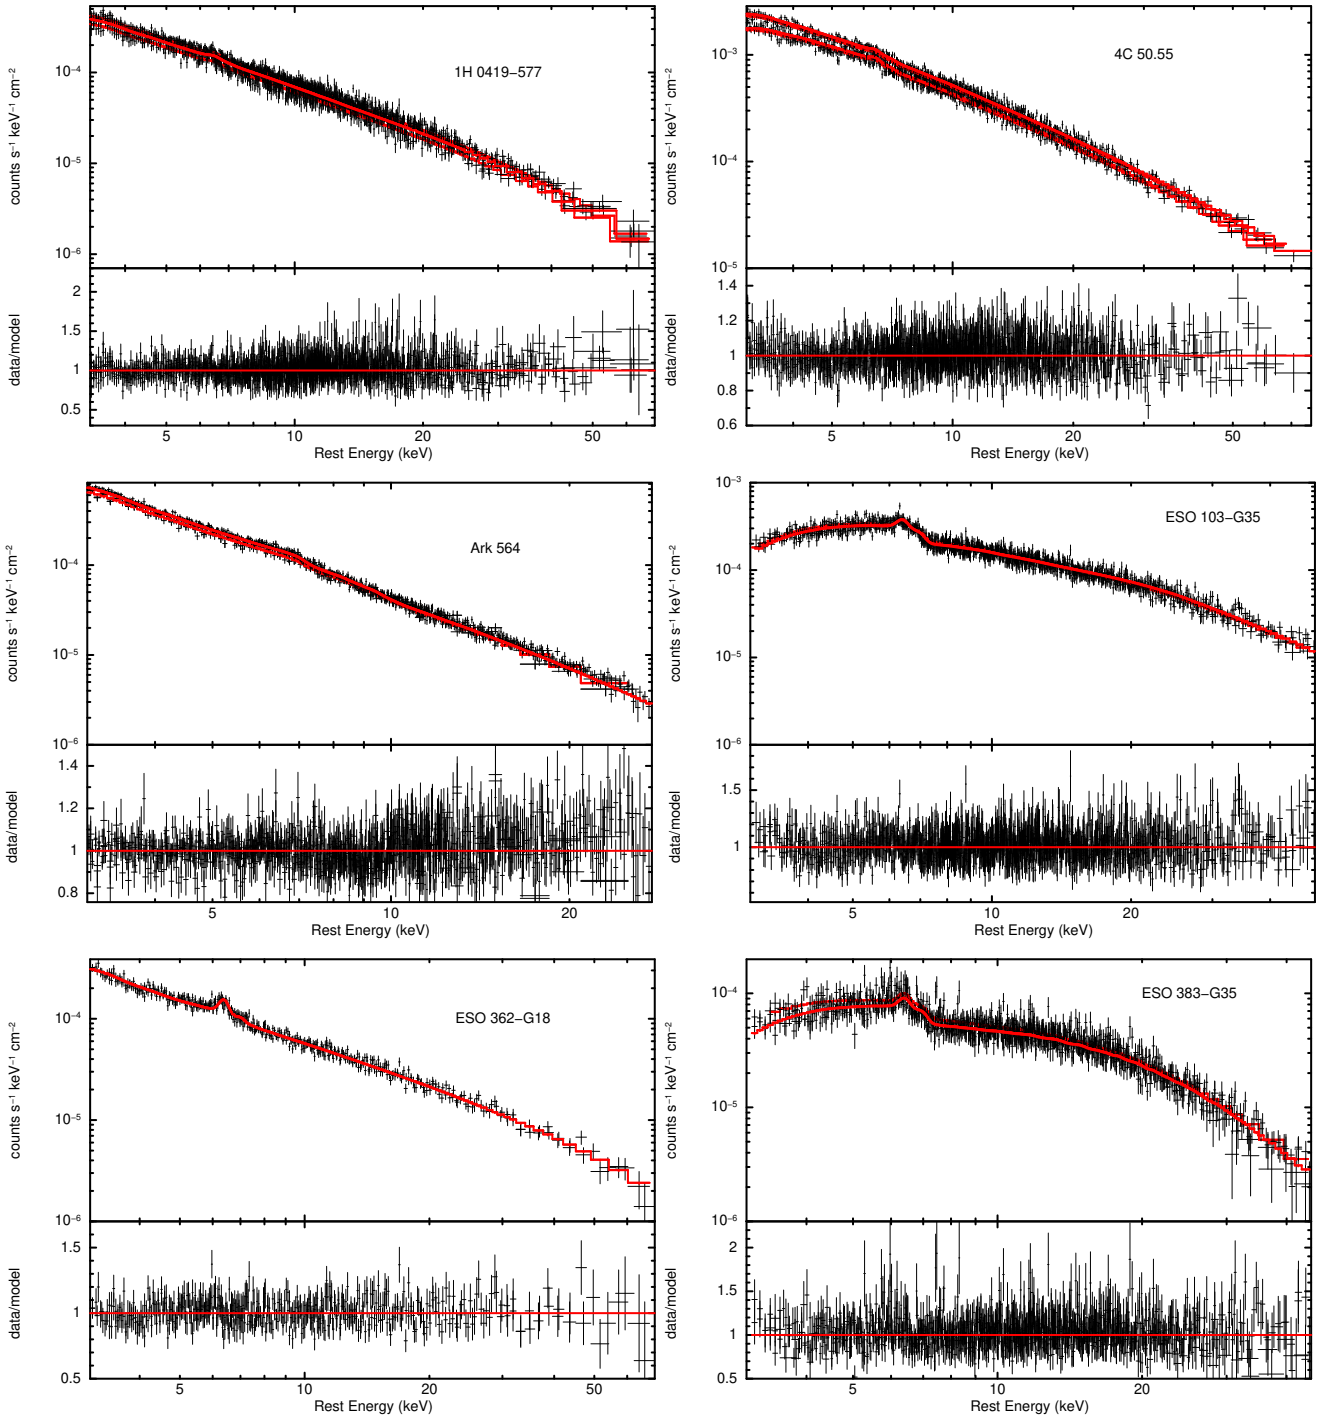 counts s⁻¹ keV⁻¹ cm⁻²
10⁻⁴
10⁻⁵
10⁻⁶
1H 0419−577
data/model
2
1.5
1
0.5
5 10 20 50
Rest Energy (keV)
counts s⁻¹ keV⁻¹ cm⁻²
10⁻³
10⁻⁴
10⁻⁵
4C 50.55
data/model
1.4
1.2
1
0.8
0.6
5 10 20 50
Rest Energy (keV)
counts s⁻¹ keV⁻¹ cm⁻²
10⁻⁴
10⁻⁵
10⁻⁶
Ark 564
data/model
1.4
1.2
1
0.8
5 10 20
Rest Energy (keV)
counts s⁻¹ keV⁻¹ cm⁻²
10⁻³
10⁻⁴
10⁻⁵
10⁻⁶
ESO 103−G35
data/model
1.5
1
5 10 20
Rest Energy (keV)
counts s⁻¹ keV⁻¹ cm⁻²
10⁻⁴
10⁻⁵
10⁻⁶
ESO 362−G18
data/model
1.5
1
0.5
5 10 20 50
Rest Energy (keV)
counts s⁻¹ keV⁻¹ cm⁻²
10⁻⁴
10⁻⁵
10⁻⁶
ESO 383−G35
data/model
2
1.5
1
0.5
5 10 20
Rest Energy (keV)